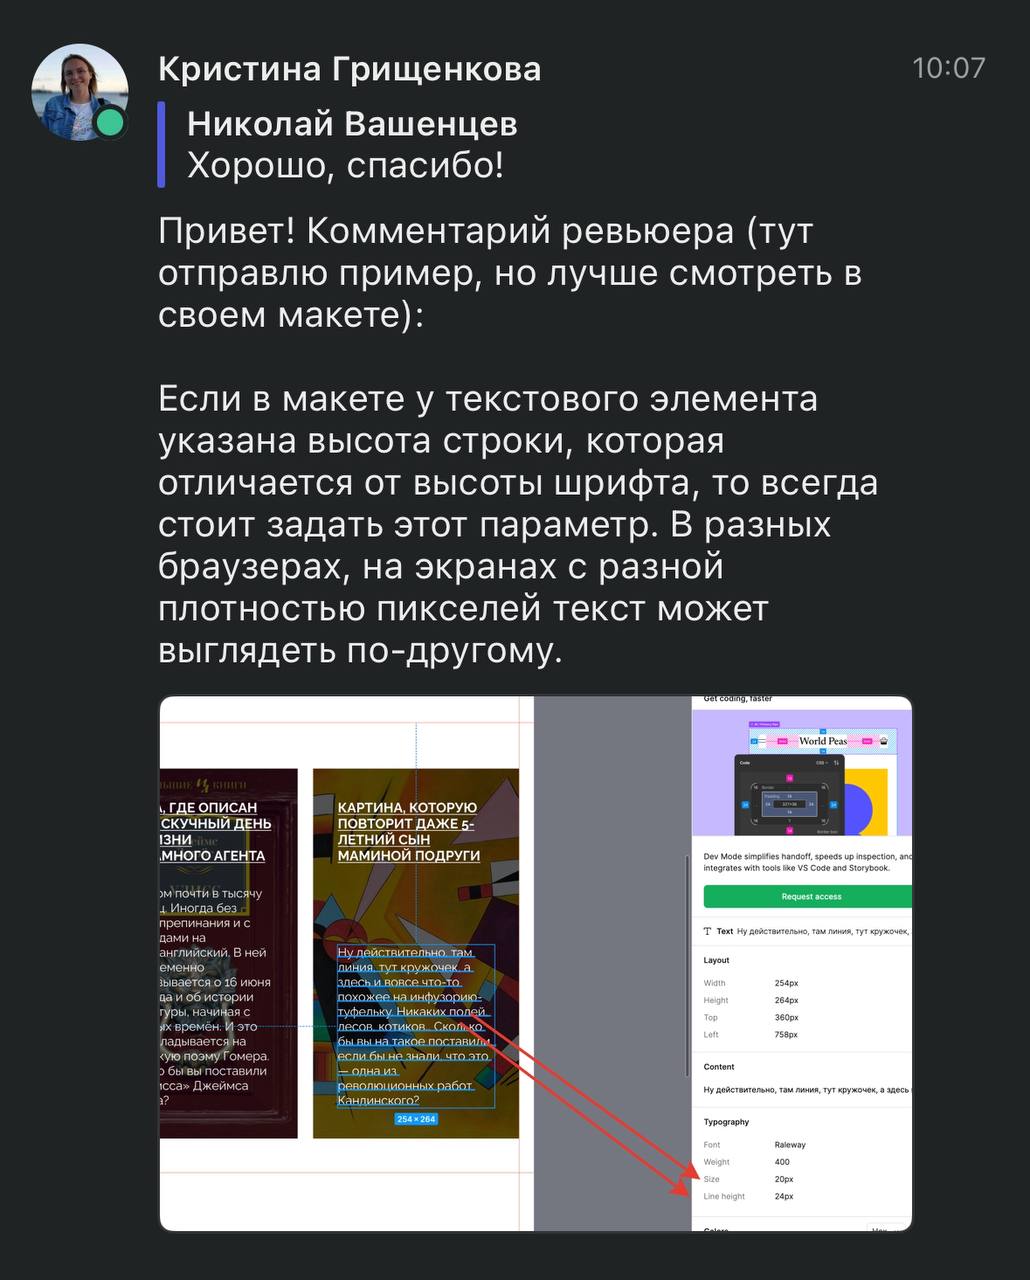 Кристина Грищенкова
10:07
Николай Вашенцев
Хорошо, спасибо!
Привет! Комментарий ревьюера (тут
отправлю пример, но лучше смотреть в
своем макете):
Если в макете у текстового элемента
указана высота строки, которая
отличается от высоты шрифта, то всегда
стоит задать этот параметр. В разных
браузерах, на экранах с разной
плотностью пикселей текст может
выглядеть по-другому.
КНИГИ
, ГДЕ ОПИСАН
СКУЧНЫЙ ДЕНЬ
ИЗНИ
АМНОГО АГЕНТА
ом почти в тысячу
ц. Иногда без
препинания и с
дами на
английский. В ней
еменно
зывается о 16 июня
да и об истории
туры, начиная с
ых времён. И это
ладывается на
кую поэму Гомера.
о бы вы поставили
исса» Джеймса
а?
КАРТИНА, КОТОРУЮ
ПОВТОРИТ ДАЖЕ 5-
ЛЕТНИЙ СЫН
МАМИНОЙ ПОДРУГИ
Ну действительно, там
линия, тут кружочек, а
здесь и вовсе что-то
похожее на инфузорию-
туфельку. Никаких полей,
лесов, котиков.. Сколько
бы вы на такое поставили,
если бы не знали, что это
— одна из
революционных работ
Кандинского?
254 × 264
Get coding, faster
World Peas
Code
CSS
Border
Padding
Dev Mode simplifies handoff, speeds up inspection, and
integrates with tools like VS Code and Storybook.
Request access
Text Ну действительно, там линия, тут кружочек,
Layout
Width 254px
Height 264px
Top 360px
Left 758px
Content
Ну действительно, там линия, тут кружочек, а здесь
Typography
Font Raleway
Weight 400
Size 20px
Line height 24px
Colors